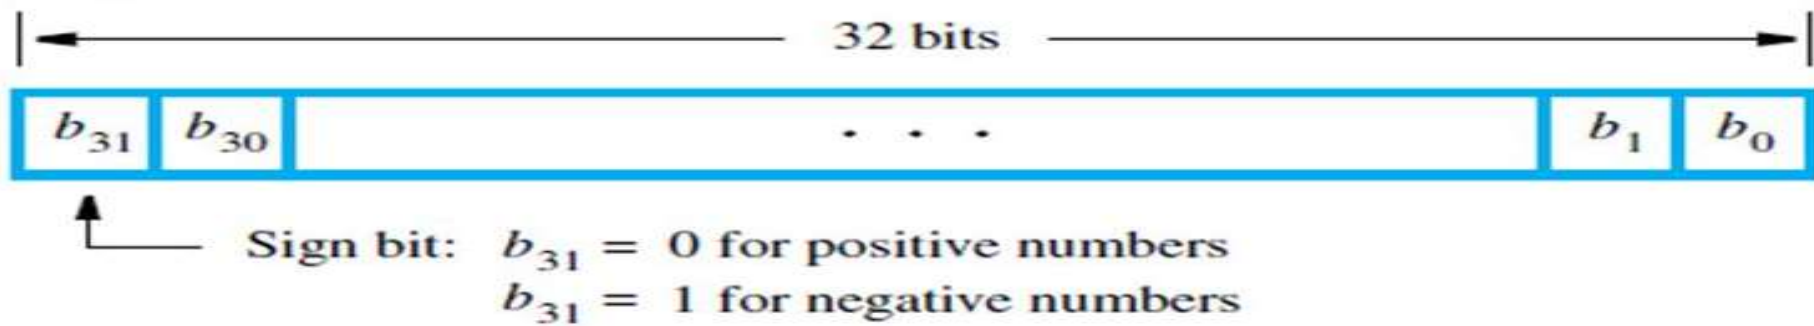 32 bits
b₃₁ b₃₀ . . . b₁ b₀
Sign bit: b₃₁ = 0 for positive numbers
b₃₁ = 1 for negative numbers